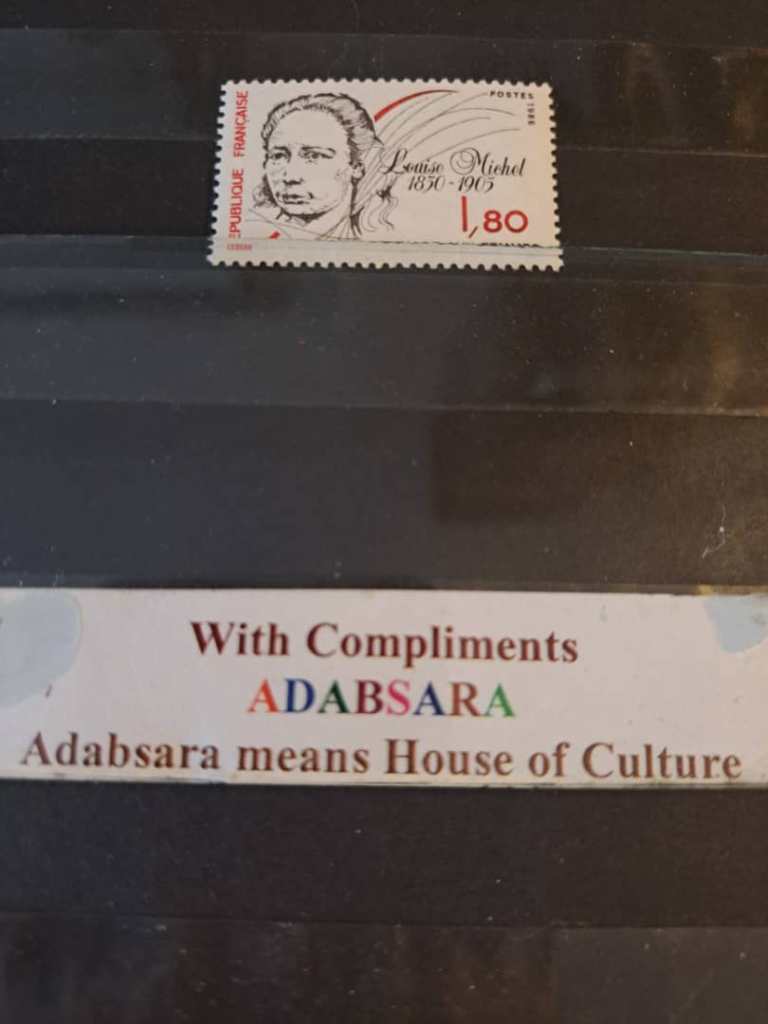 RÉPUBLIQUE FRANÇAISE
POSTES 1986
Louise Michel
1830-1905
1,80
With Compliments
ADABSARA
Adabsara means House of Culture